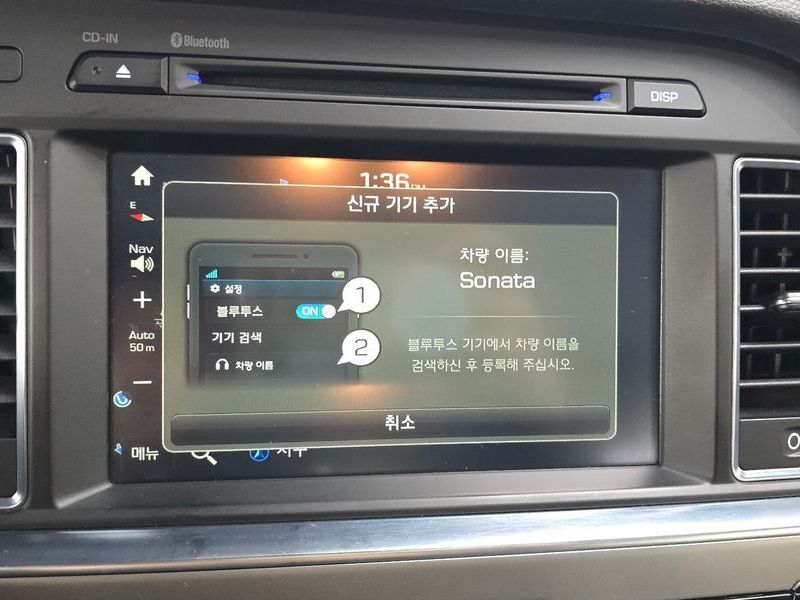 CD-IN
Bluetooth
DISP
1:36 PM
E
Nav
Auto
50 m
메뉴
신규 기기 추가
설정
블루투스 ON
1
기기 검색
2
차량 이름
차량 이름:
Sonata
블루투스 기기에서 차량 이름을
검색하신 후 등록해 주십시오.
취소